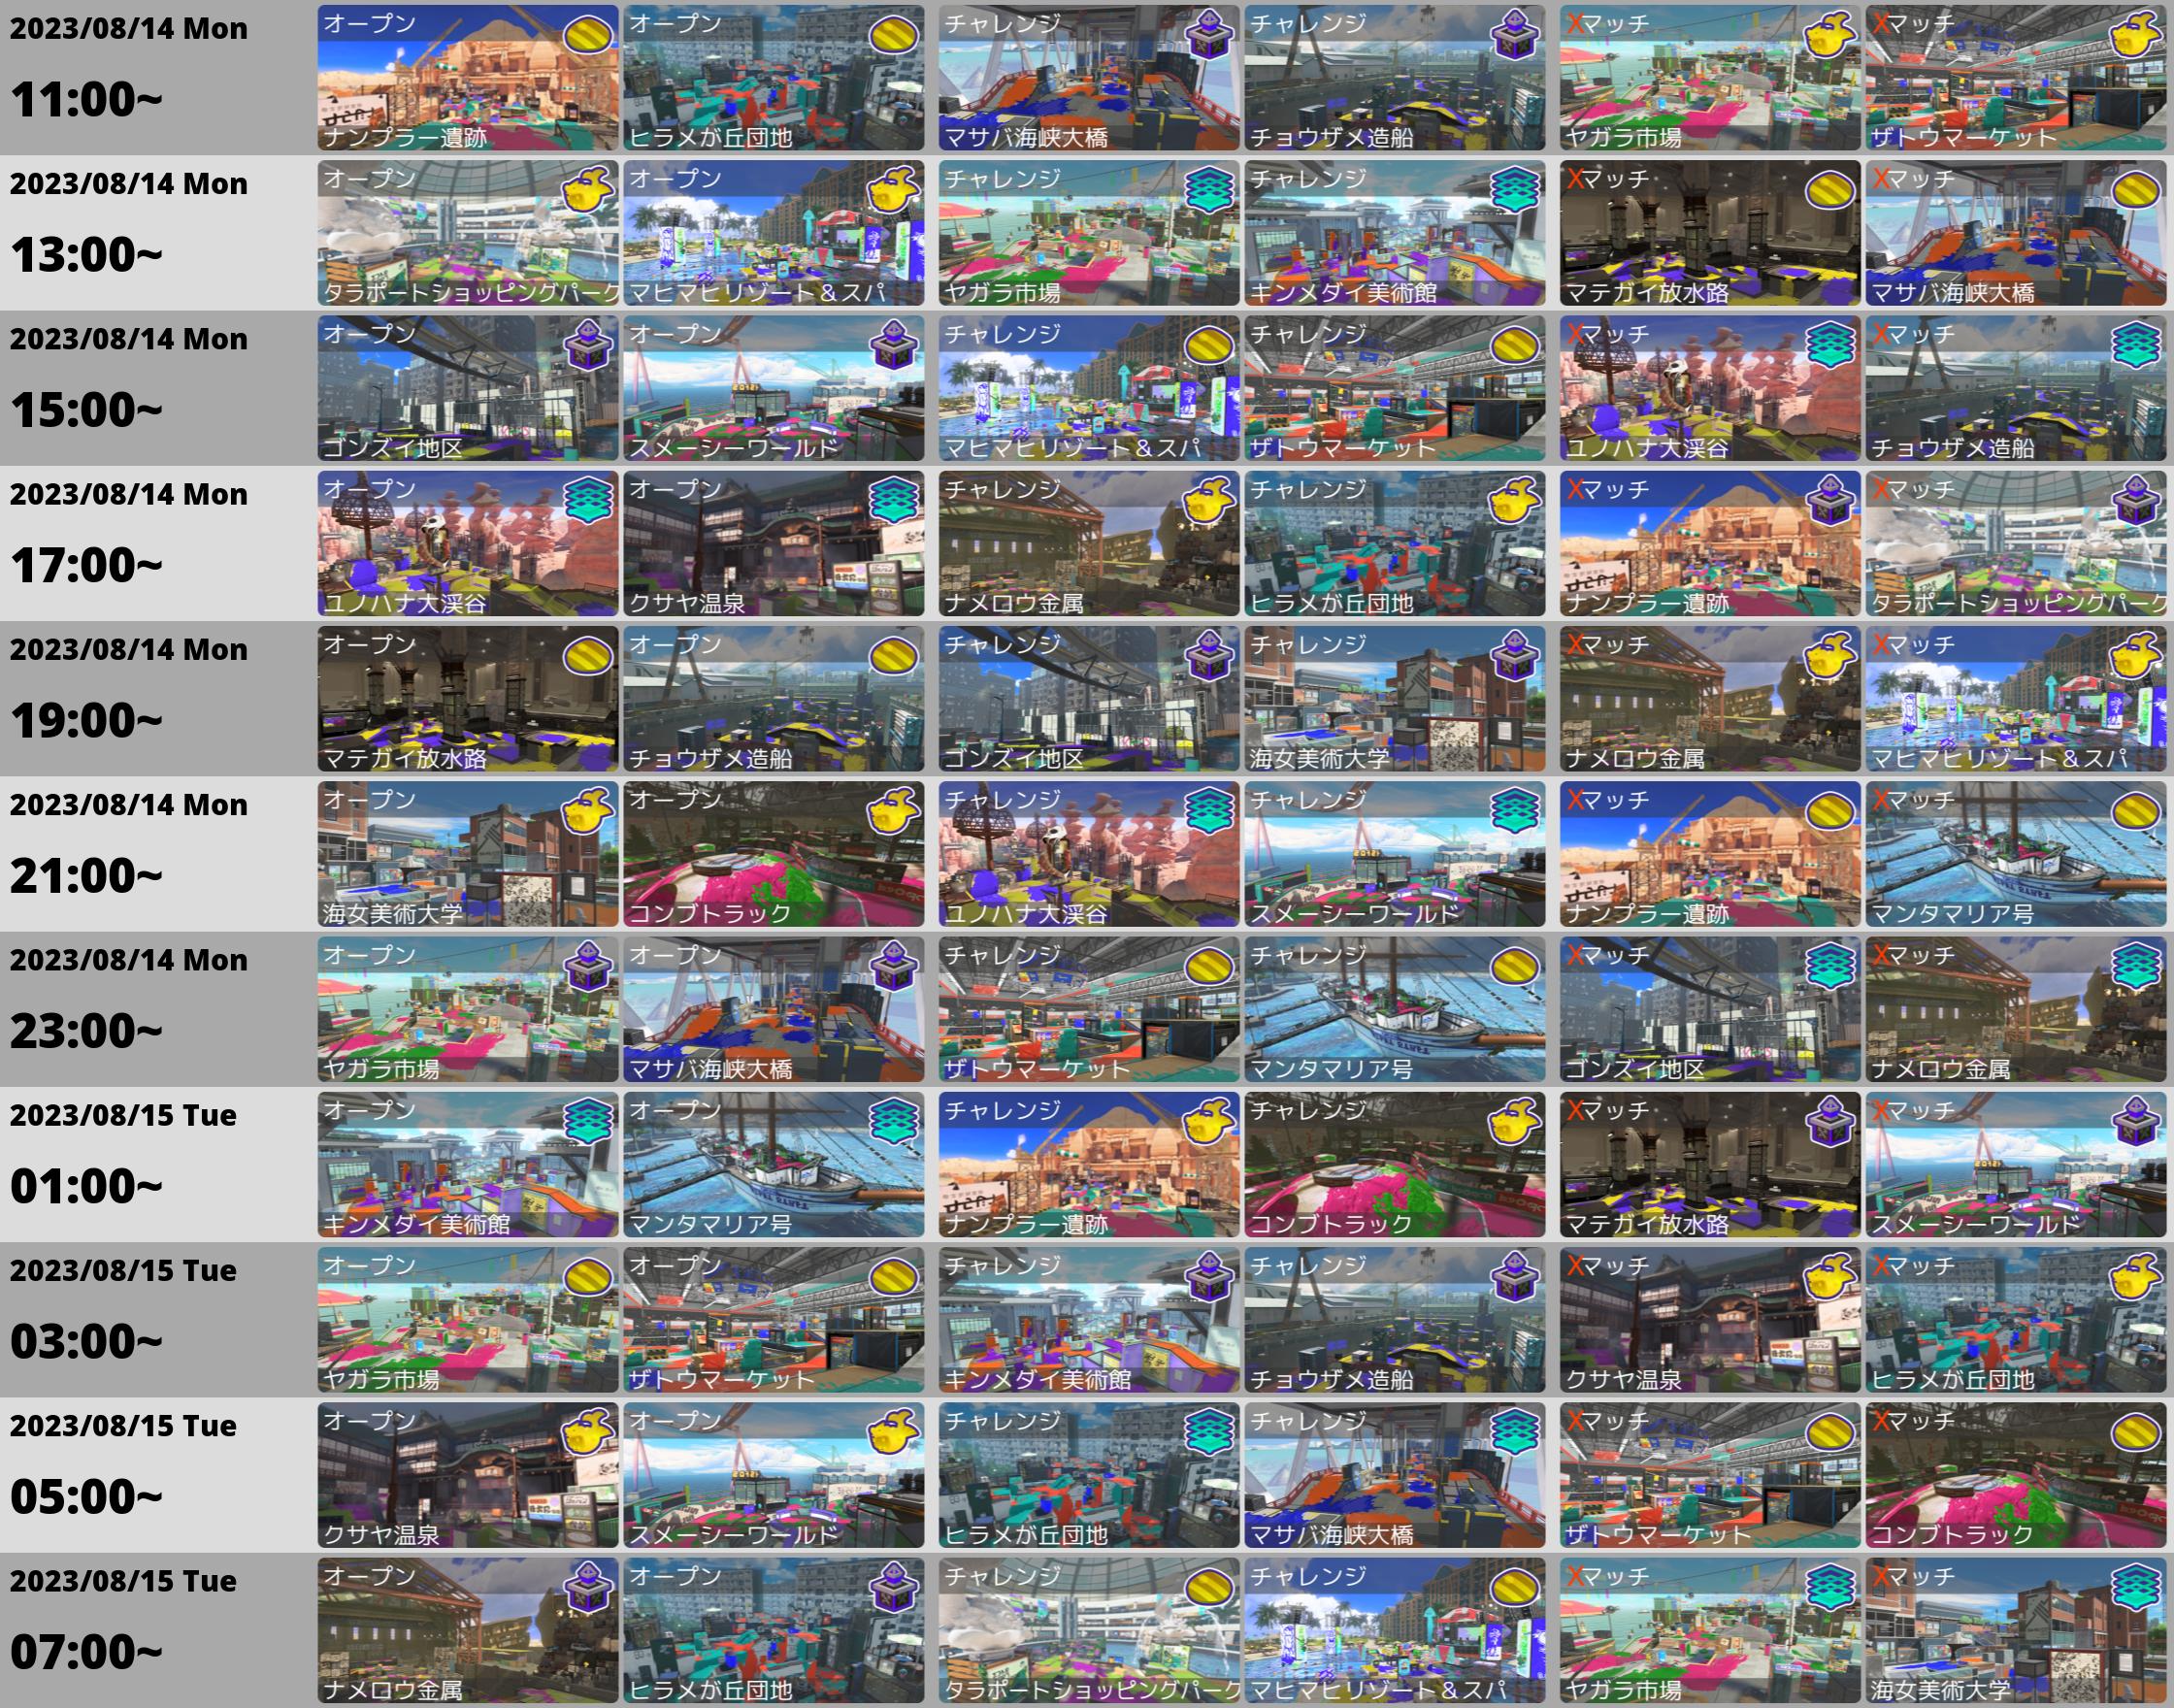 2023/08/14 Mon
11:00~
オープン オープン チャレンジ チャレンジ Xマッチ Xマッチ
ナンプラー遺跡 ヒラメが丘団地 マサバ海峡大橋 チョウザメ造船 ヤガラ市場 ザトウマーケット
2023/08/14 Mon
13:00~
オープン オープン チャレンジ チャレンジ Xマッチ Xマッチ
タラポートショッピングパーク マヒマヒリゾート&スパ ヤガラ市場 キンメダイ美術館 マテガイ放水路 マサバ海峡大橋
2023/08/14 Mon
15:00~
オープン オープン チャレンジ チャレンジ Xマッチ Xマッチ
ゴンズイ地区 スメーシーワールド マヒマヒリゾート&スパ ザトウマーケット ユノハナ大渓谷 チョウザメ造船
2023/08/14 Mon
17:00~
オープン オープン チャレンジ チャレンジ Xマッチ Xマッチ
ユノハナ大渓谷 クサヤ温泉 ナメロウ金属 ヒラメが丘団地 ナンプラー遺跡 タラポートショッピングパーク
2023/08/14 Mon
19:00~
オープン オープン チャレンジ チャレンジ Xマッチ Xマッチ
マテガイ放水路 チョウザメ造船 ゴンズイ地区 海女美術大学 ナメロウ金属 マヒマヒリゾート&スパ
2023/08/14 Mon
21:00~
オープン オープン チャレンジ チャレンジ Xマッチ Xマッチ
海女美術大学 コンブトラック ユノハナ大渓谷 スメーシーワールド ナンプラー遺跡 マンタマリア号
2023/08/14 Mon
23:00~
オープン オープン チャレンジ チャレンジ Xマッチ Xマッチ
ヤガラ市場 マサバ海峡大橋 ザトウマーケット マンタマリア号 ゴンズイ地区 ナメロウ金属
2023/08/15 Tue
01:00~
オープン オープン チャレンジ チャレンジ Xマッチ Xマッチ
キンメダイ美術館 マンタマリア号 ナンプラー遺跡 コンブトラック マテガイ放水路 スメーシーワールド
2023/08/15 Tue
03:00~
オープン オープン チャレンジ チャレンジ Xマッチ Xマッチ
ヤガラ市場 ザトウマーケット キンメダイ美術館 チョウザメ造船 クサヤ温泉 ヒラメが丘団地
2023/08/15 Tue
05:00~
オープン オープン チャレンジ チャレンジ Xマッチ Xマッチ
クサヤ温泉 スメーシーワールド ヒラメが丘団地 マサバ海峡大橋 ザトウマーケット コンブトラック
2023/08/15 Tue
07:00~
オープン オープン チャレンジ チャレンジ Xマッチ Xマッチ
ナメロウ金属 ヒラメが丘団地 タラポートショッピングパーク マヒマヒリゾート&スパ ヤガラ市場 海女美術大学